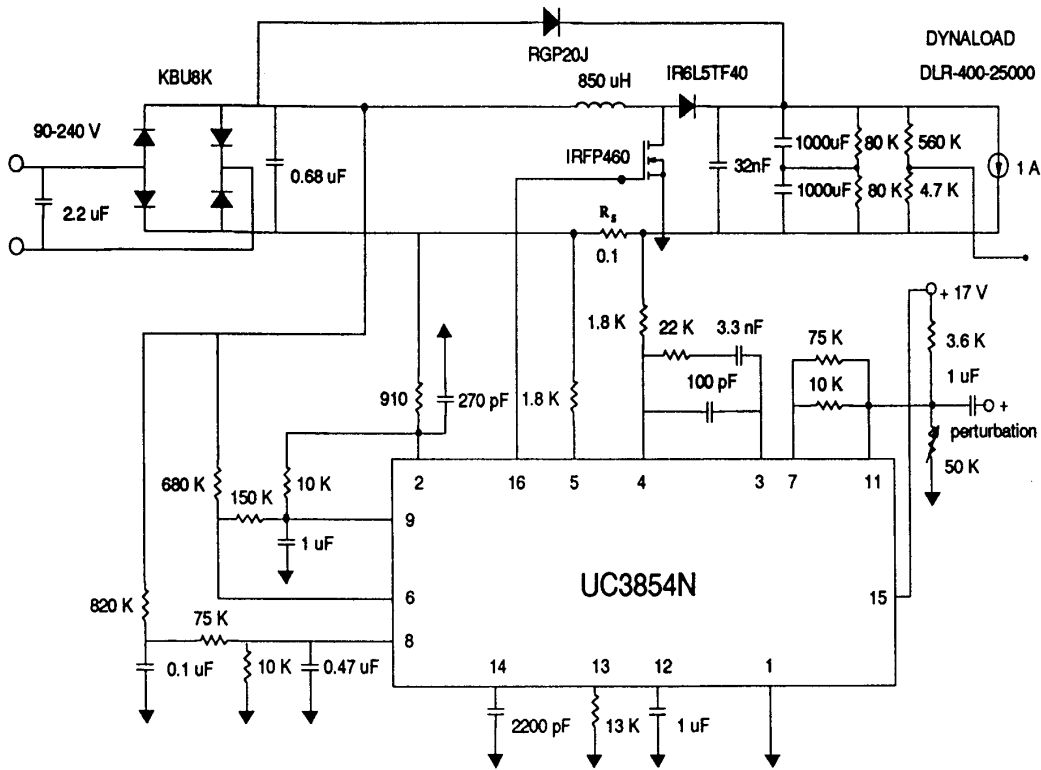 DYNALOAD
DLR-400-25000
RGP20J
KBU8K
850 uH
IR6L5TF40
90-240 V
0.68 uF
2.2 uF
IRFP460
32nF
1000uF
80 K
560 K
1000uF
80 K
4.7 K
1 A
Rs
0.1
+ 17 V
1.8 K
22 K
3.3 nF
75 K
3.6 K
100 pF
10 K
1 uF
+
910
270 pF
1.8 K
perturbation
50 K
680 K
10 K
150 K
1 uF
2
16
5
4
3
7
11
9
UC3854N
6
15
820 K
75 K
8
0.1 uF
10 K
0.47 uF
14
13
12
1
2200 pF
13 K
1 uF